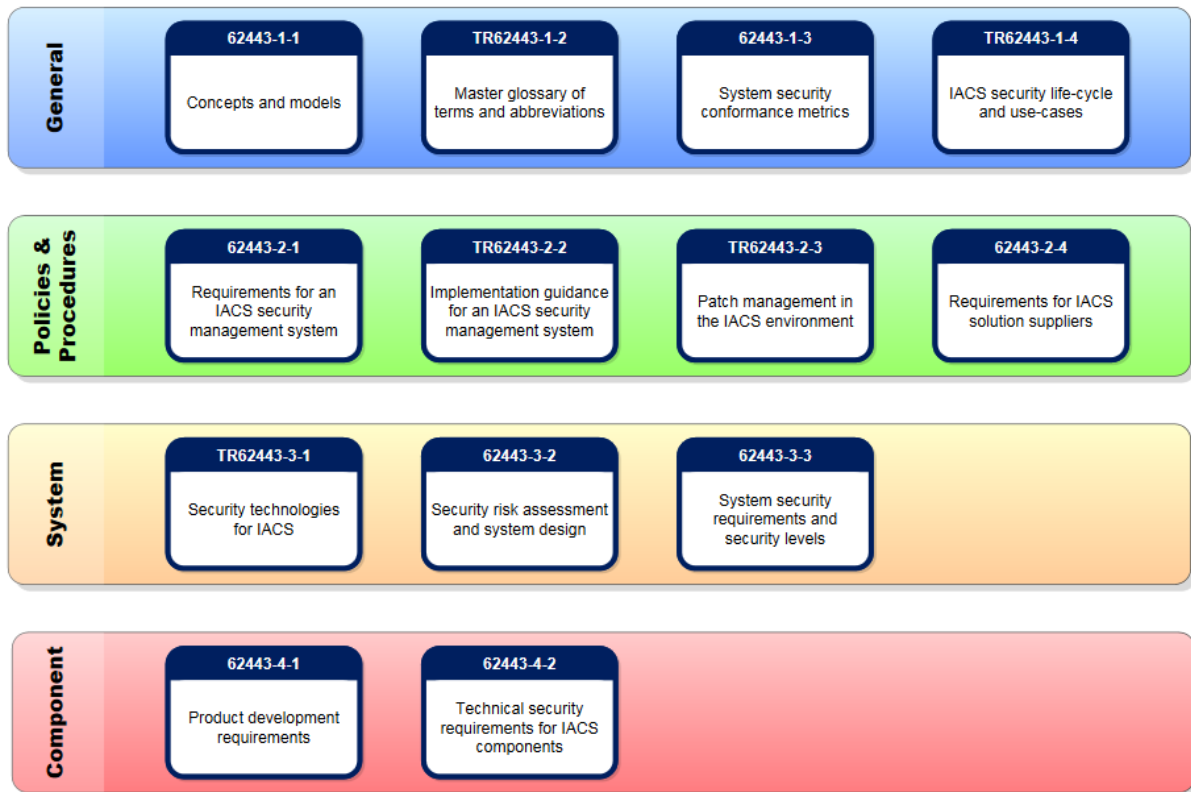 General
62443-1-1
Concepts and models
TR62443-1-2
Master glossary of
terms and abbreviations
62443-1-3
System security
conformance metrics
TR62443-1-4
IACS security life-cycle
and use-cases
Policies &
Procedures
62443-2-1
Requirements for an
IACS security
management system
TR62443-2-2
Implementation guidance
for an IACS security
management system
TR62443-2-3
Patch management in
the IACS environment
62443-2-4
Requirements for IACS
solution suppliers
System
TR62443-3-1
Security technologies
for IACS
62443-3-2
Security risk assessment
and system design
62443-3-3
System security
requirements and
security levels
Component
62443-4-1
Product development
requirements
62443-4-2
Technical security
requirements for IACS
components